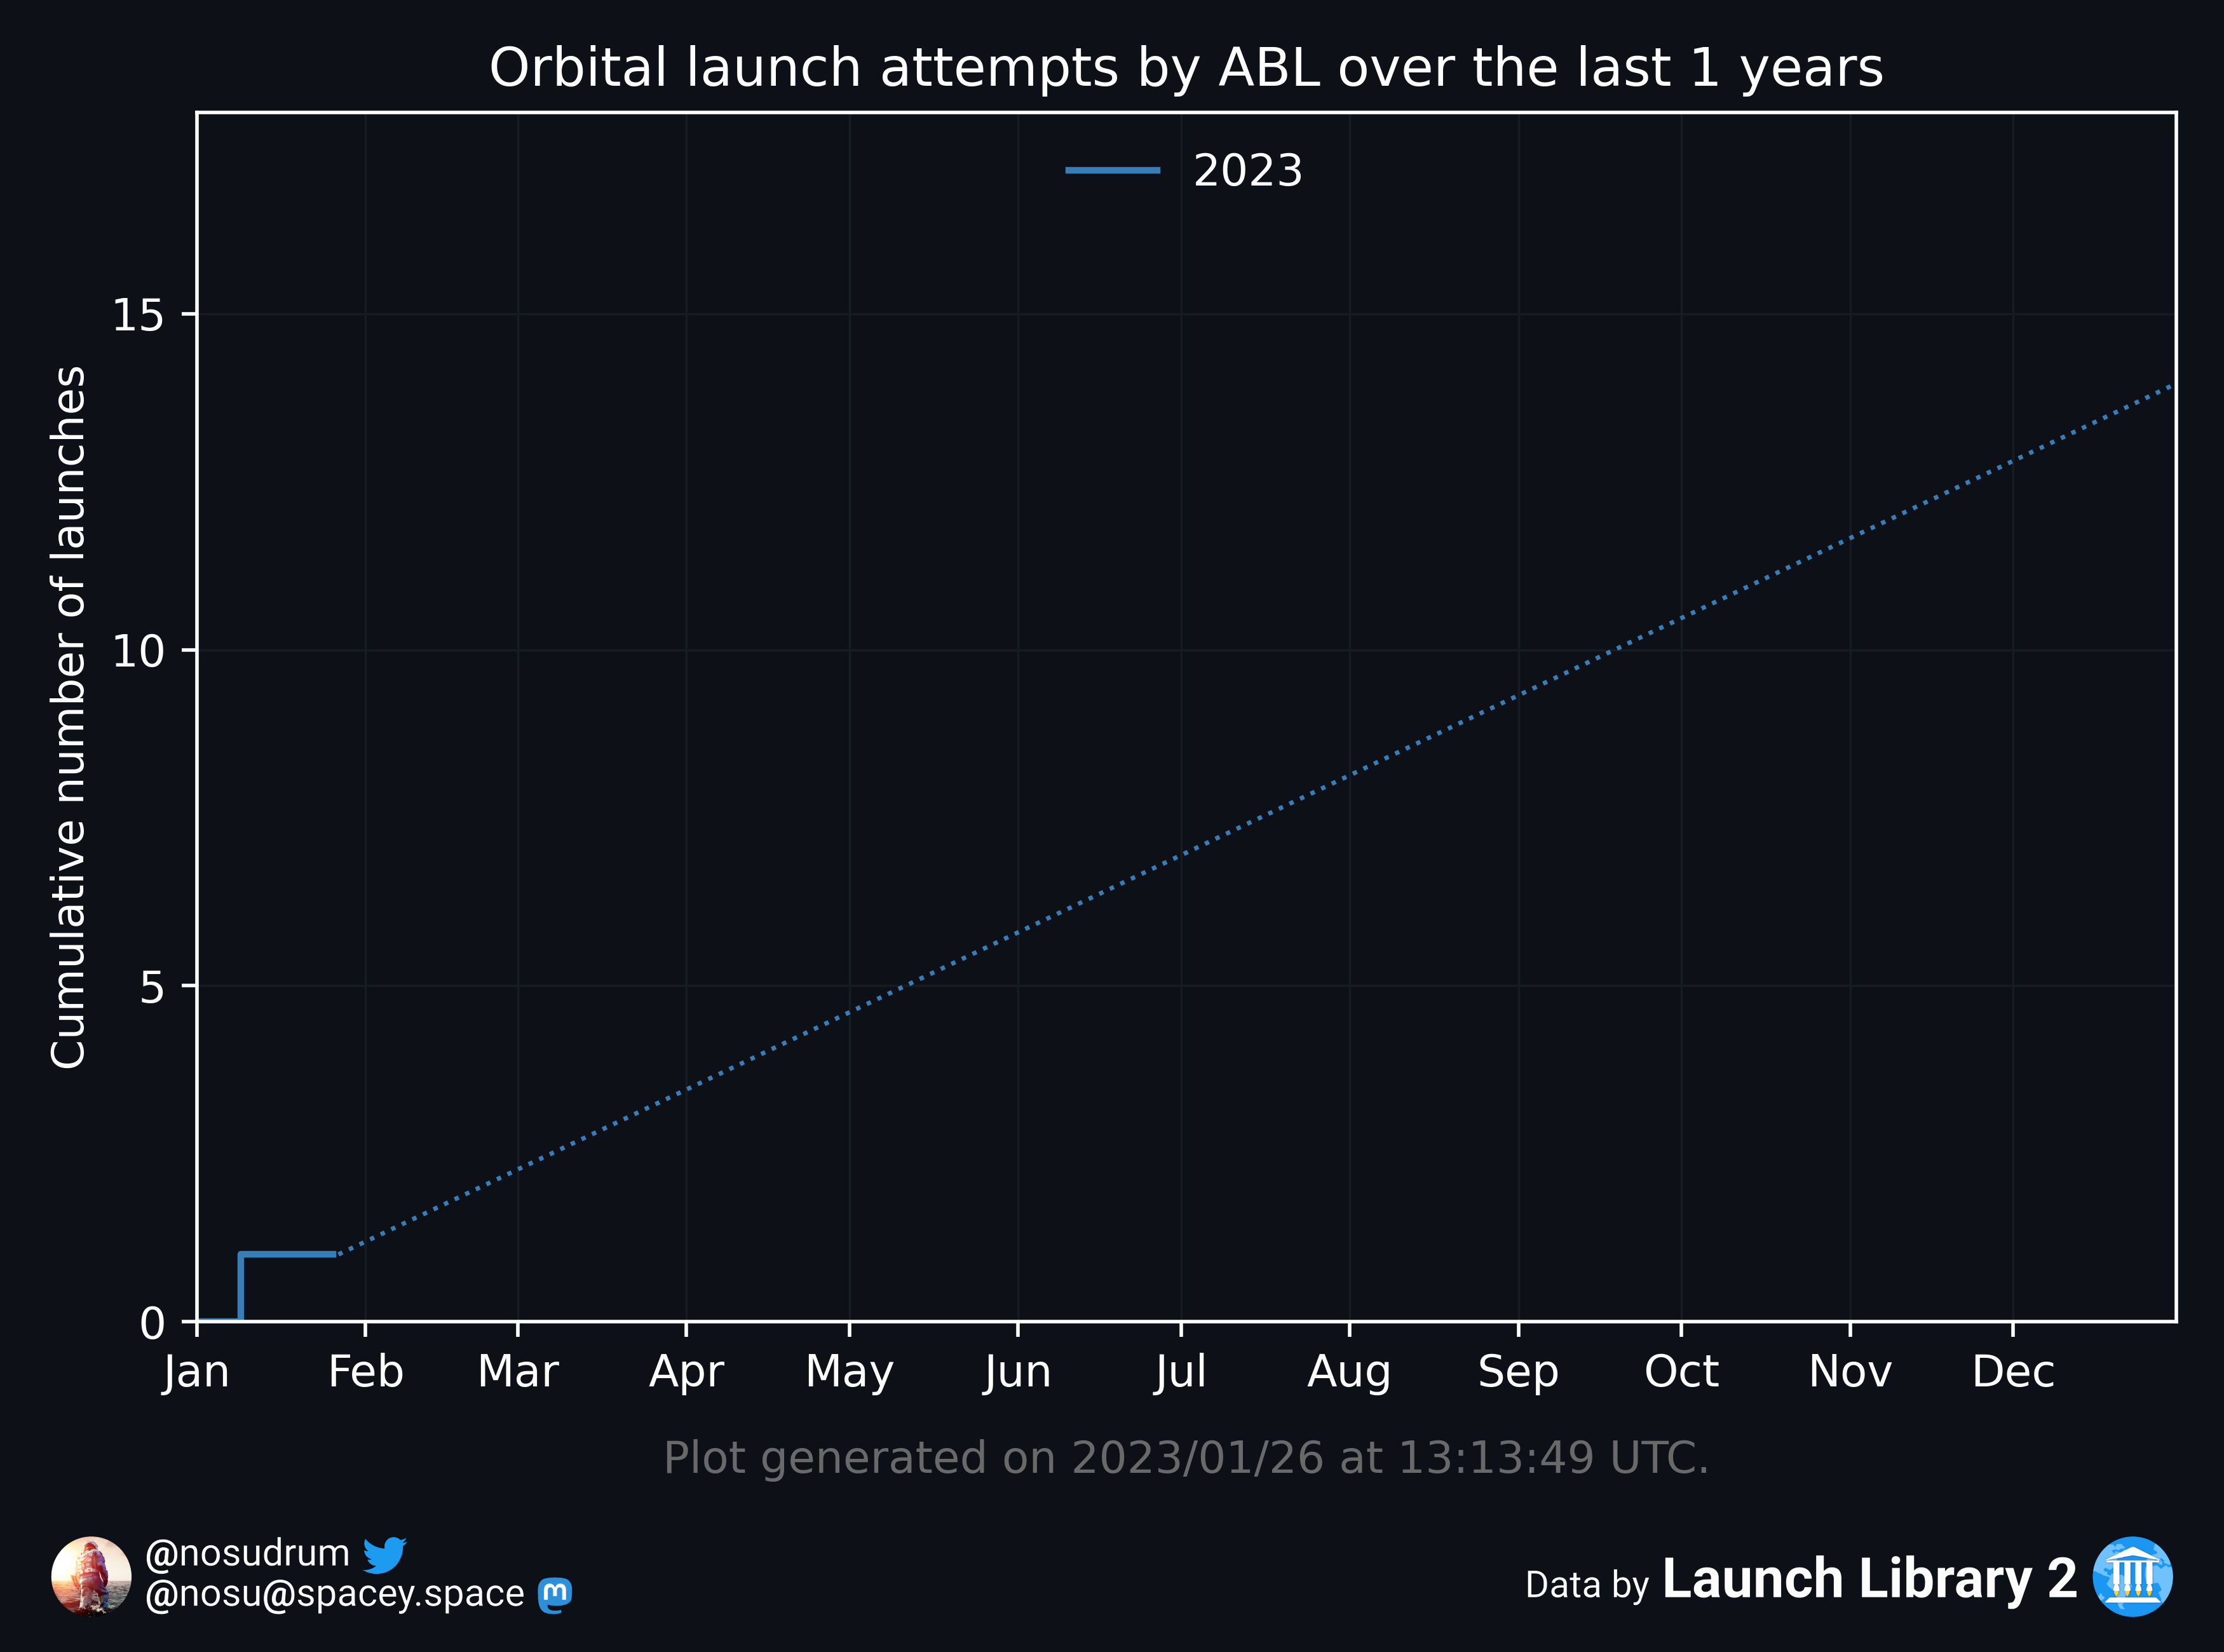 Orbital launch attempts by ABL over the last 1 years
2023
Cumulative number of launches
15
10
5
0
Jan Feb Mar Apr May Jun Jul Aug Sep Oct Nov Dec
Plot generated on 2023/01/26 at 13:13:49 UTC.
@nosudrum
@nosu@spacey.space
Data by Launch Library 2